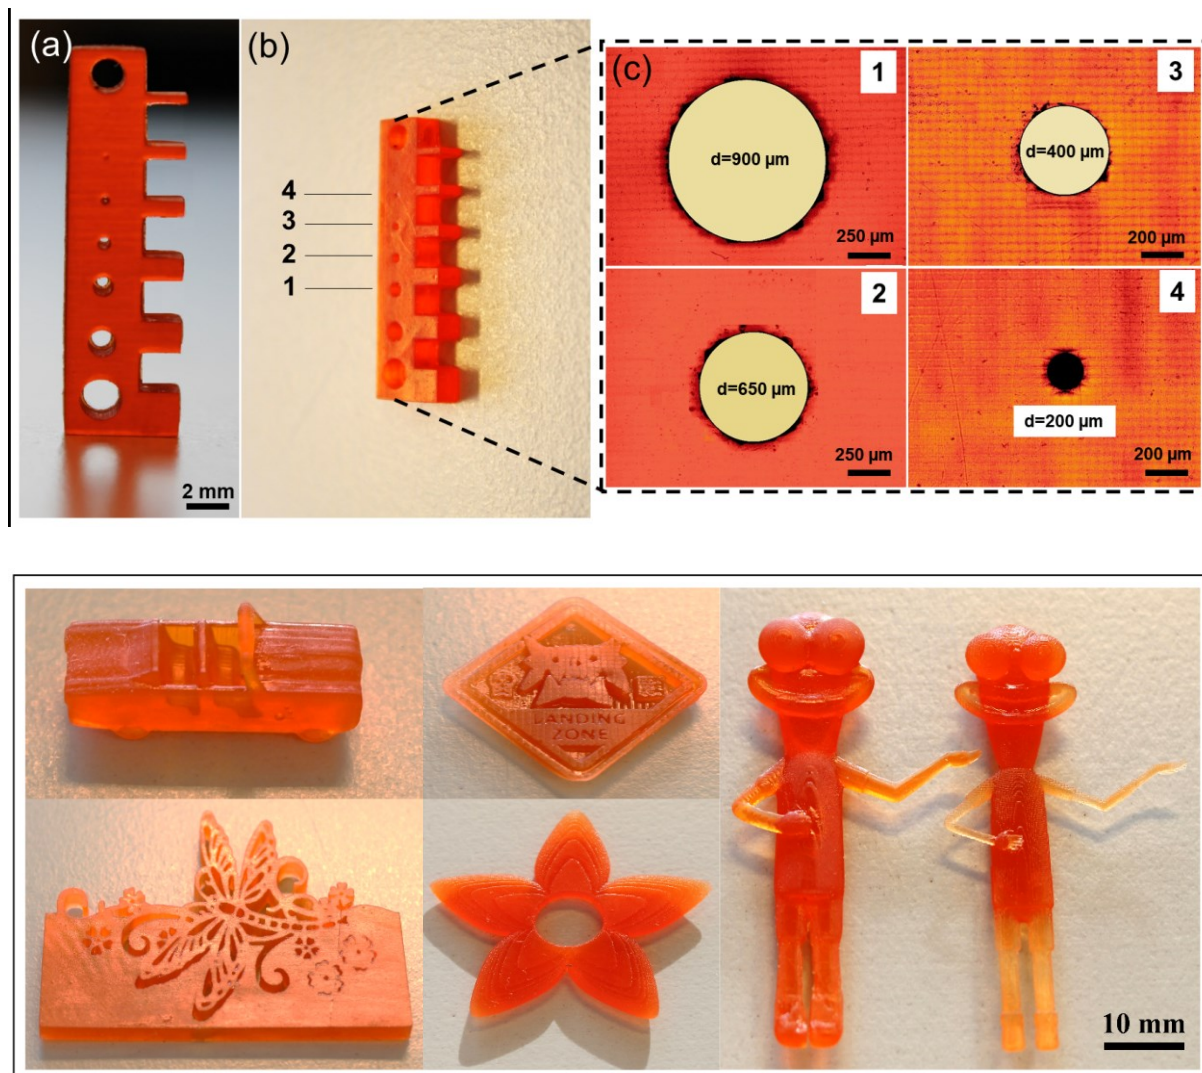 (a)
2 mm
(b)
4
3
2
1
(c)
1
d=900 µm
250 µm
3
d=400 µm
200 µm
2
d=650 µm
250 µm
4
d=200 µm
200 µm
LANDING
ZONE
10 mm